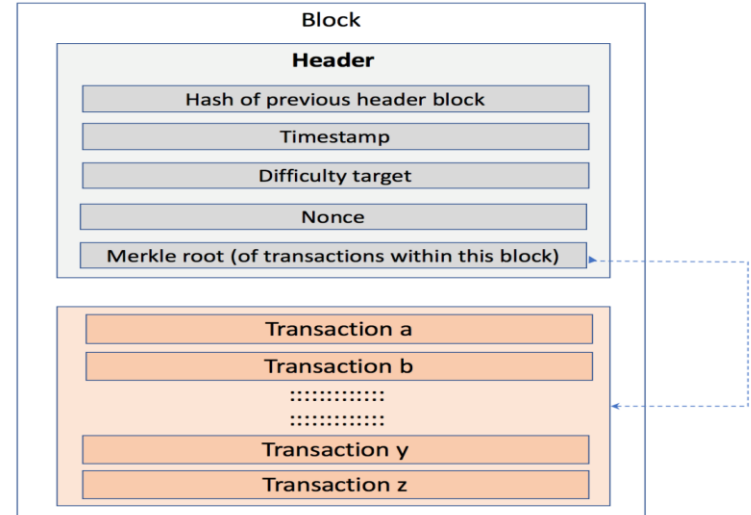 Block
Header
Hash of previous header block
Timestamp
Difficulty target
Nonce
Merkle root (of transactions within this block)
Transaction a
Transaction b
:::::::::::::
:::::::::::::
Transaction y
Transaction z